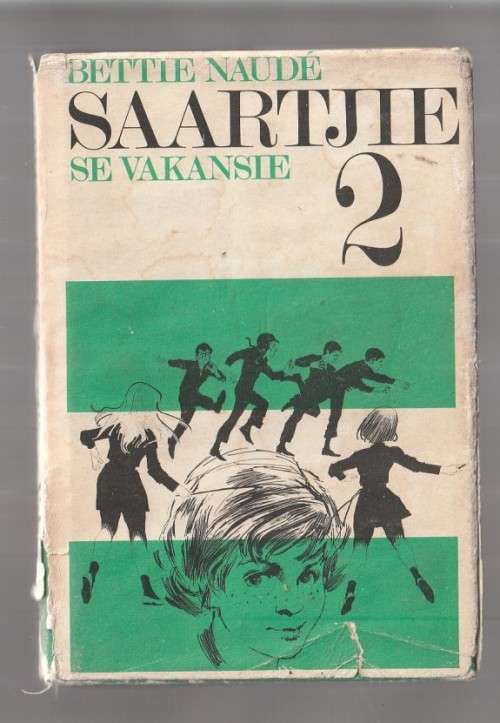 BETTIE NAUDÉ
SAARTJIE
SE VAKANSIE
2